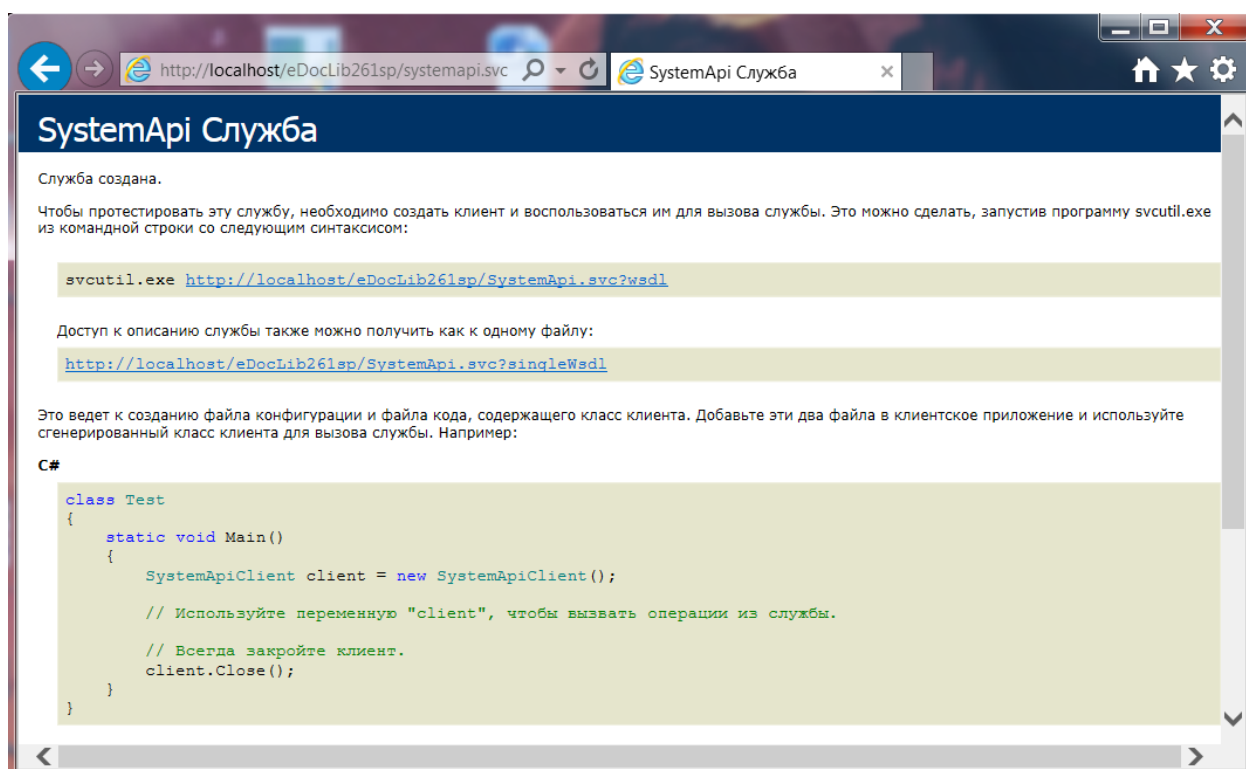 http://localhost/eDocLib261sp/systemapi.svc
SystemApi Служба
SystemApi Служба
Служба создана.
Чтобы протестировать эту службу, необходимо создать клиент и воспользоваться им для вызова службы. Это можно сделать, запустив программу svcutil.exe
из командной строки со следующим синтаксисом:
svcutil.exe http://localhost/eDocLib261sp/SystemApi.svc?wsdl
Доступ к описанию службы также можно получить как к одному файлу:
http://localhost/eDocLib261sp/SystemApi.svc?singleWsdl
Это ведет к созданию файла конфигурации и файла кода, содержащего класс клиента. Добавьте эти два файла в клиентское приложение и используйте
сгенерированный класс клиента для вызова службы. Например:
C#
class Test
{
static void Main()
{
SystemApiClient client = new SystemApiClient();
// Используйте переменную "client", чтобы вызвать операции из службы.
// Всегда закройте клиент.
client.Close();
}
}